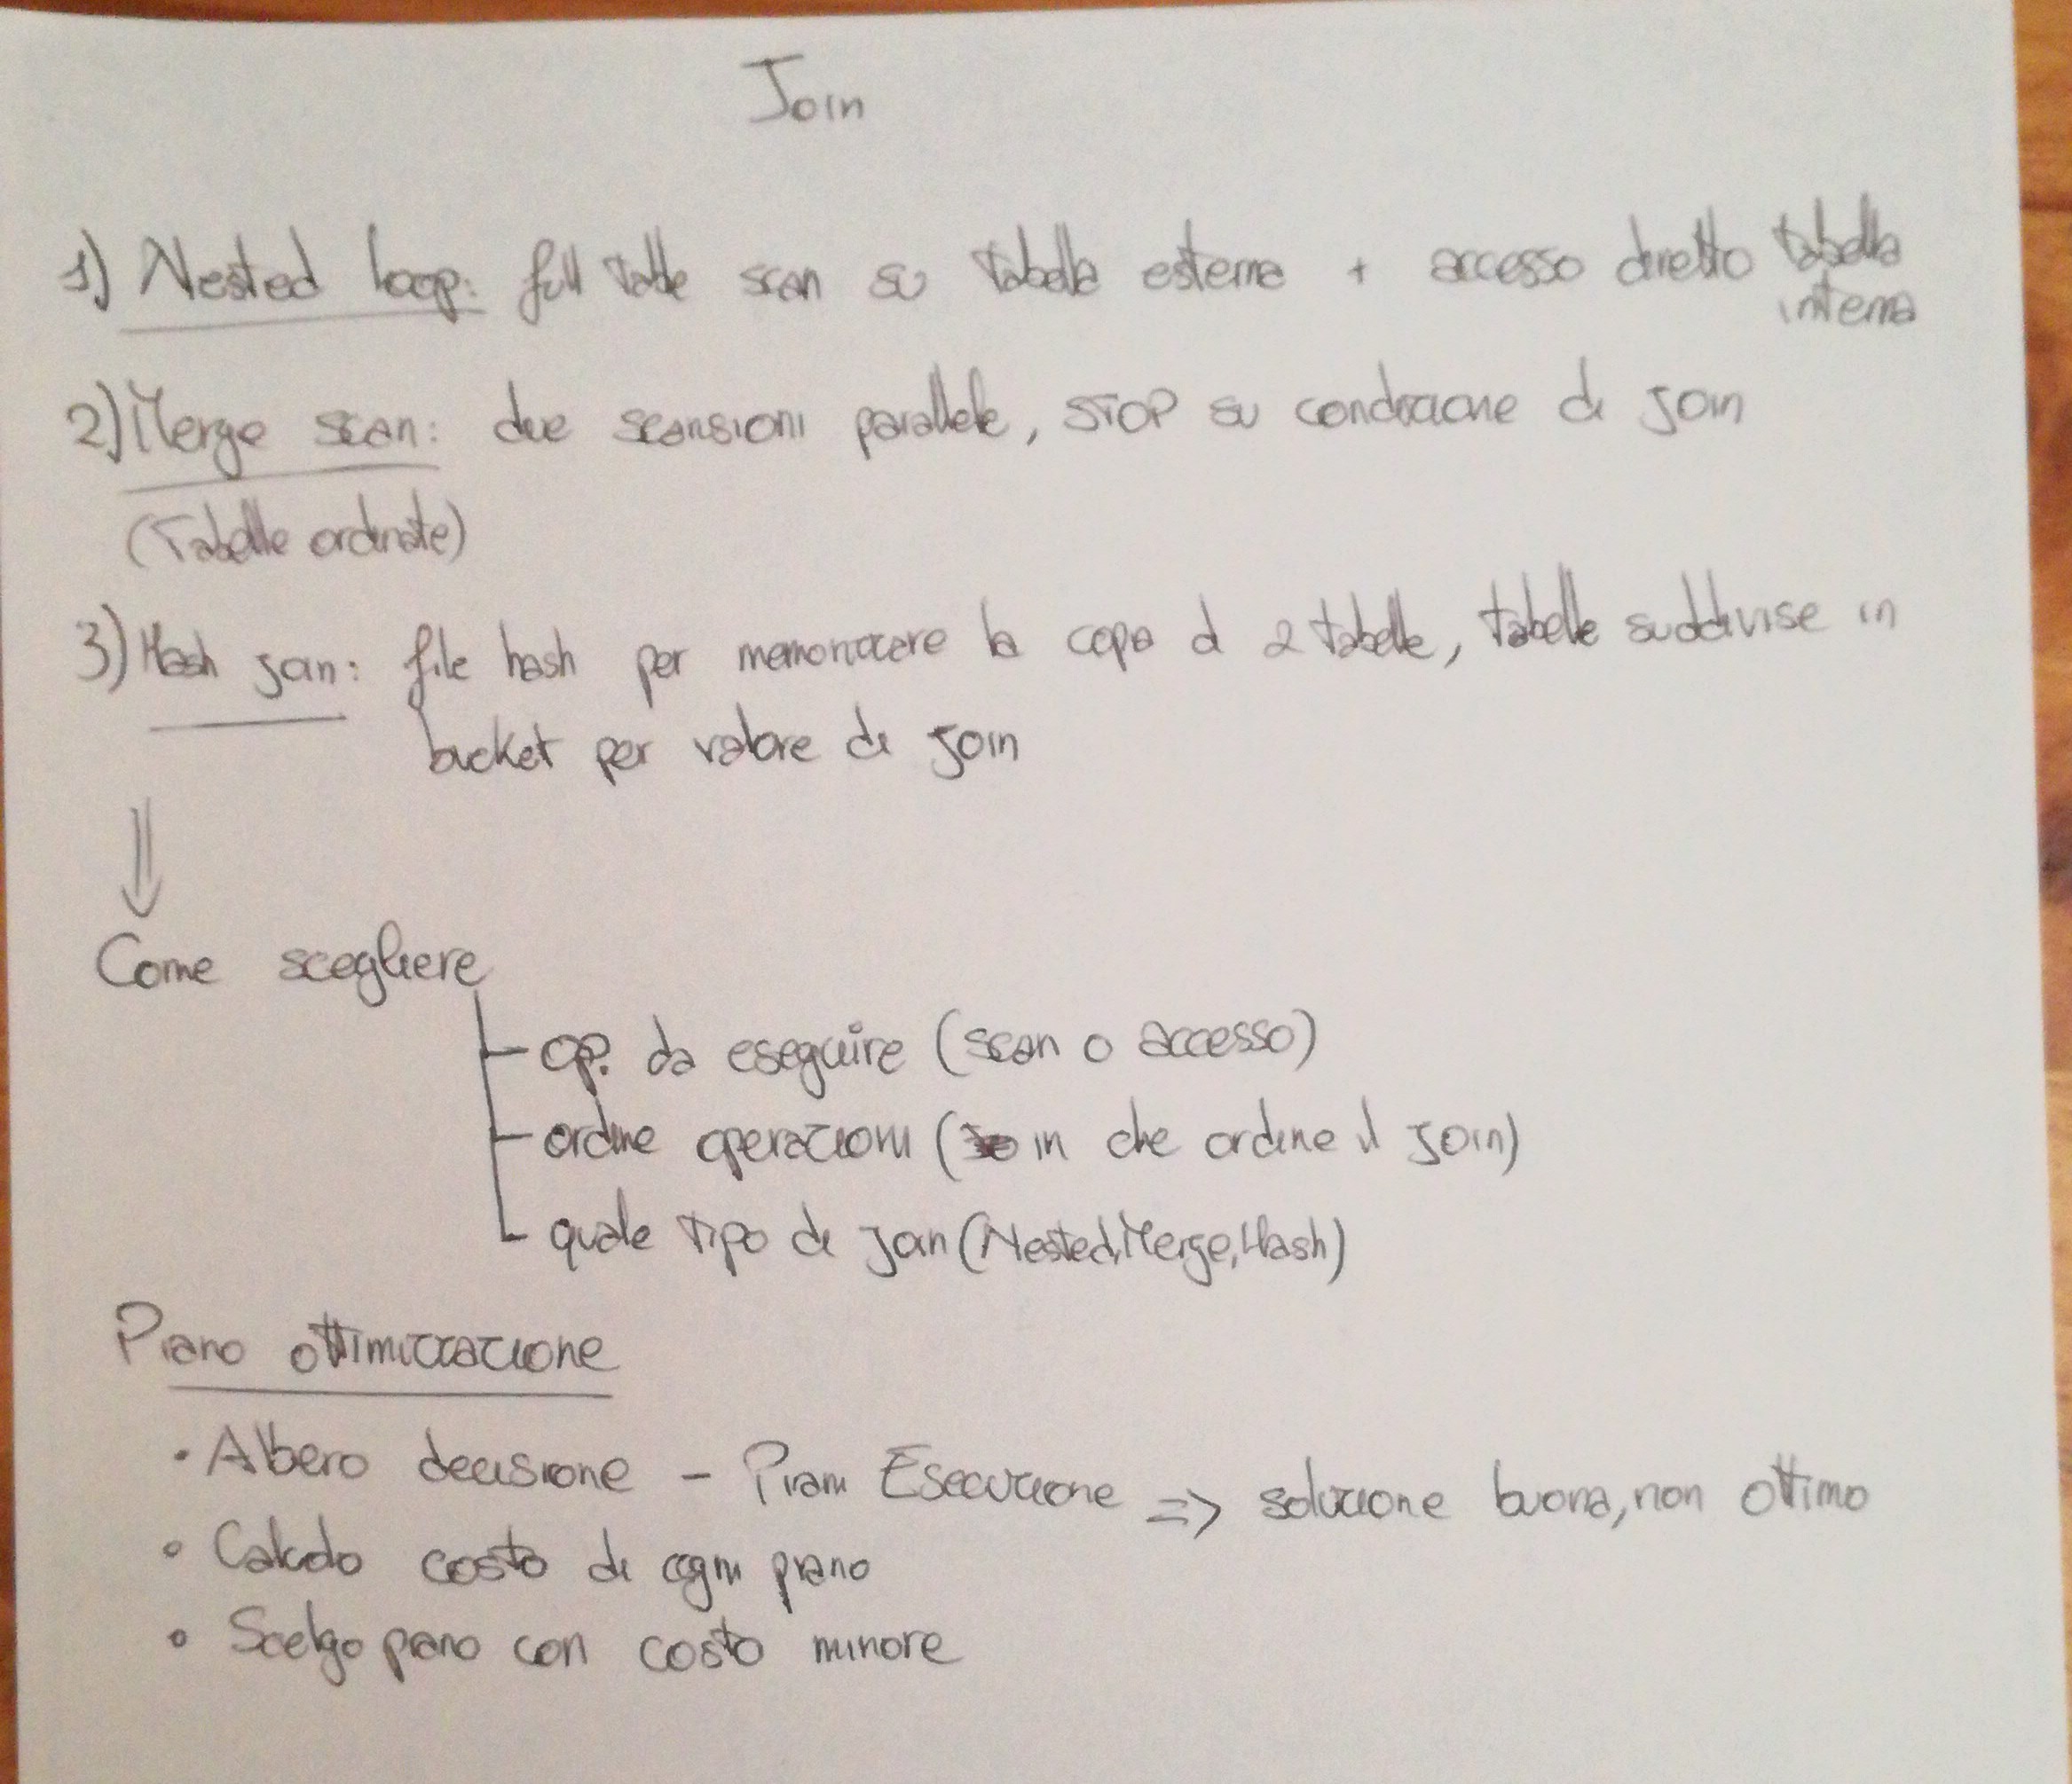 Join
1) Nested loop: full table scan su tabella esterna + accesso diretto tabella
interna
2) Merge scan: due scansioni parallele, STOP su condizione di join
(Tabelle ordinate)
3) Hash join: file hash per memorizzare la copia di 2 tabelle, tabelle suddivise in
bucket per valore di join
⇓
Come scegliere
- op. da eseguire (scan o accesso)
- ordine operazioni (in che ordine il join)
- quale tipo di join (Nested, Merge, Hash)
Piano ottimizzazione
• Albero decisione - Piani Esecuzione => soluzione buona, non ottimo
• Calcolo costo di ogni piano
• Scelgo piano con costo minore